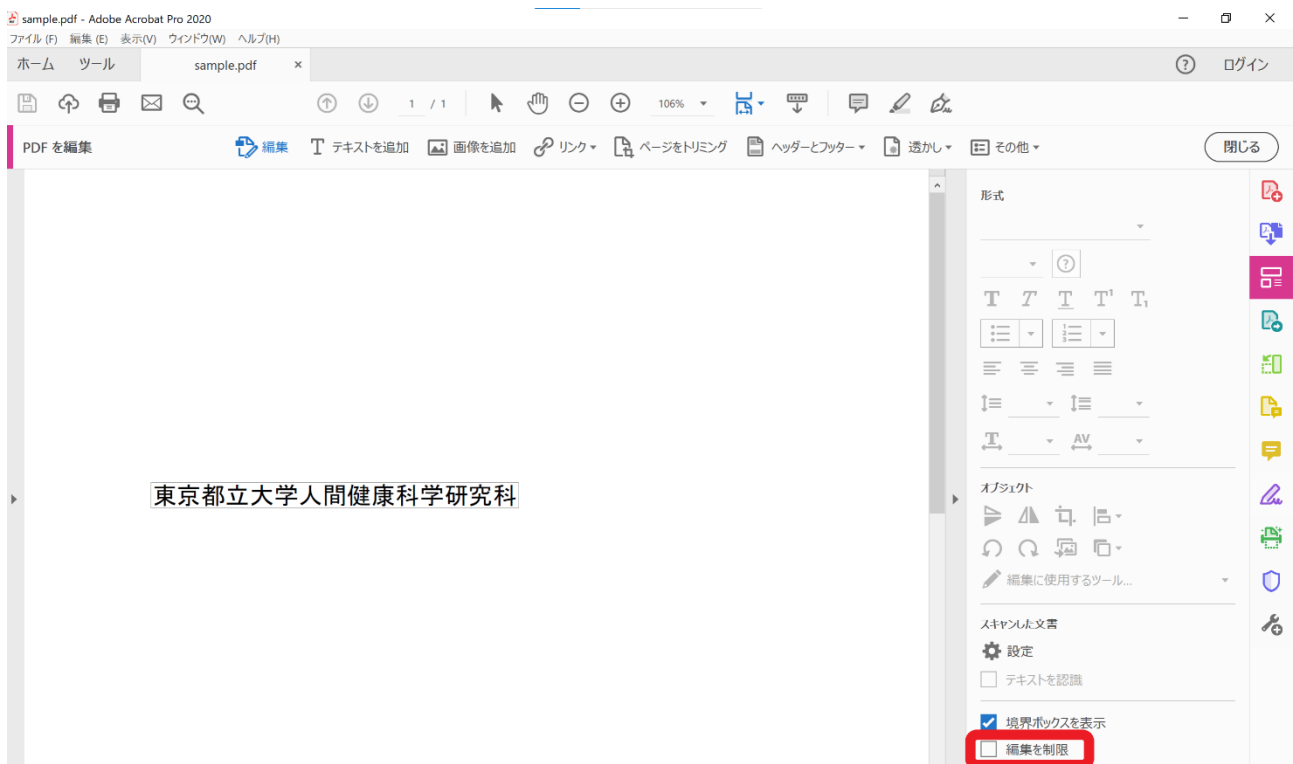 sample.pdf - Adobe Acrobat Pro 2020
ファイル (F) 編集 (E) 表示(V) ウィンドウ(W) ヘルプ(H)
ホーム ツール sample.pdf × ? ログイン
1 / 1 106%
PDF を編集 編集 テキストを追加 画像を追加 リンク ページをトリミング ヘッダーとフッター 透かし その他 閉じる
形式
東京都立大学人間健康科学研究科
オブジェクト
編集に使用するツール...
スキャンした文書
設定
テキストを認識
境界ボックスを表示
編集を制限